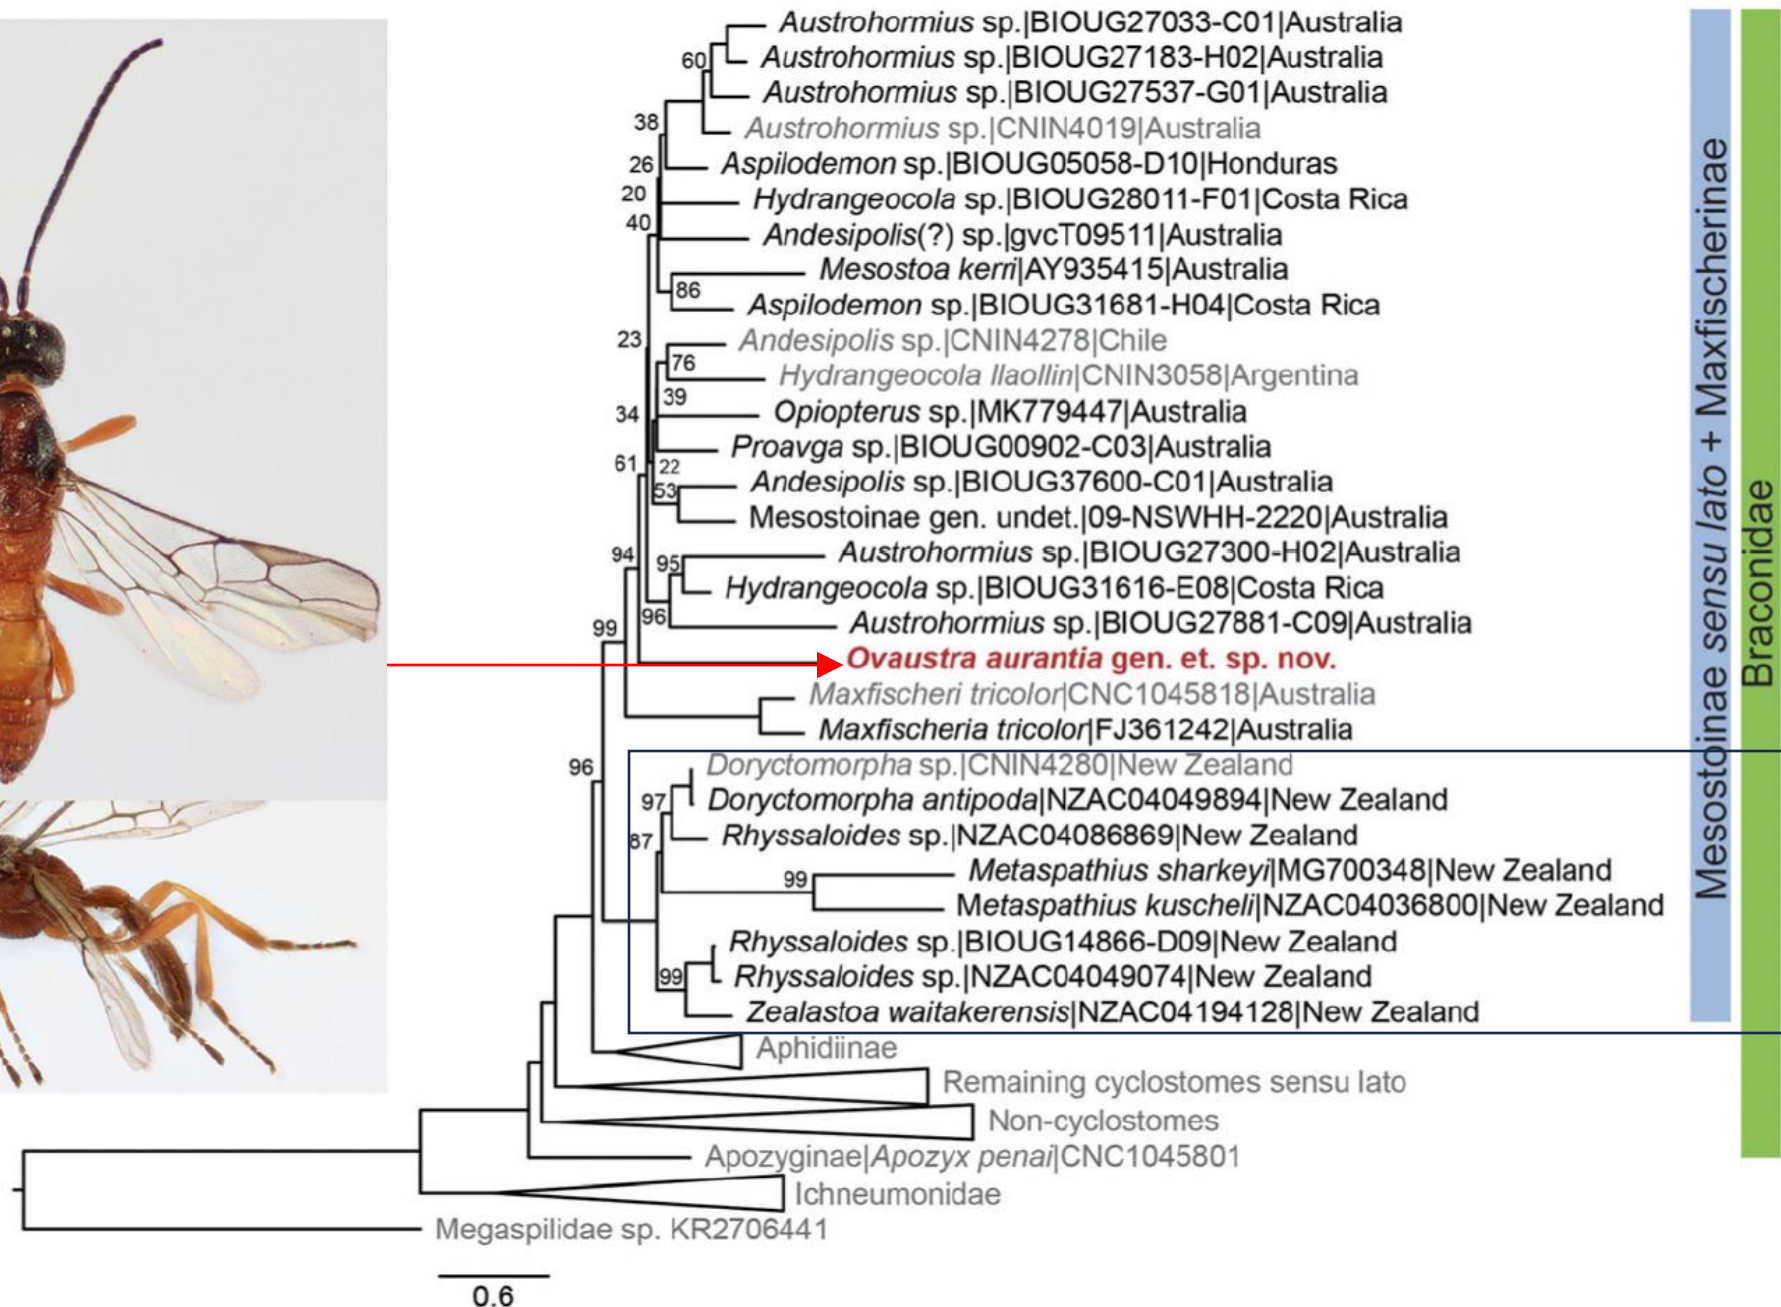 Austrohormius sp.|BIOUG27033-C01|Australia
60
Austrohormius sp.|BIOUG27183-H02|Australia
Austrohormius sp.|BIOUG27537-G01|Australia
38
Austrohormius sp.|CNIN4019|Australia
26
Aspilodemon sp.|BIOUG05058-D10|Honduras
20
Hydrangeocola sp.|BIOUG28011-F01|Costa Rica
40
Andesipolis(?) sp.|gvcT09511|Australia
Mesostoa kerri|AY935415|Australia
86
Aspilodemon sp.|BIOUG31681-H04|Costa Rica
23
Andesipolis sp.|CNIN4278|Chile
76
Hydrangeocola llaollin|CNIN3058|Argentina
39
34
Opiopterus sp.|MK779447|Australia
Proavga sp.|BIOUG00902-C03|Australia
61
22
Andesipolis sp.|BIOUG37600-C01|Australia
53
Mesostoinae gen. undet.|09-NSWHH-2220|Australia
94
Austrohormius sp.|BIOUG27300-H02|Australia
95
Hydrangeocola sp.|BIOUG31616-E08|Costa Rica
96
Austrohormius sp.|BIOUG27881-C09|Australia
99
Ovaustra aurantia gen. et. sp. nov.
Maxfischeri tricolor|CNC1045818|Australia
Maxfischeria tricolor|FJ361242|Australia
96
Doryctomorpha sp.|CNIN4280|New Zealand
97
Doryctomorpha antipoda|NZAC04049894|New Zealand
87
Rhyssaloides sp.|NZAC04086869|New Zealand
Metaspathius sharkeyi|MG700348|New Zealand
99
Metaspathius kuscheli|NZAC04036800|New Zealand
Rhyssaloides sp.|BIOUG14866-D09|New Zealand
99
Rhyssaloides sp.|NZAC04049074|New Zealand
Zealastoa waitakerensis|NZAC04194128|New Zealand
Aphidiinae
Remaining cyclostomes sensu lato
Non-cyclostomes
Apozyginae|Apozyx penai|CNC1045801
Ichneumonidae
Megaspilidae sp. KR2706441
0.6
Mesostoinae sensu lato + Maxfischerinae
Braconidae